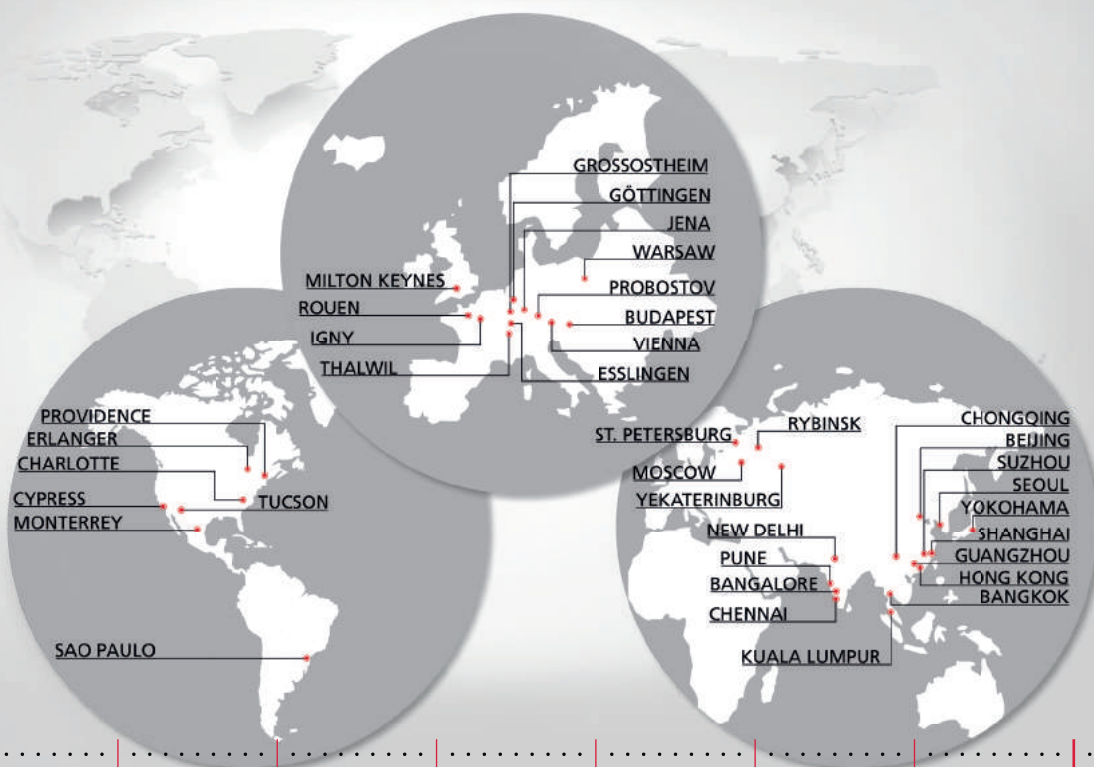 GROSSOSTHEIM
GÖTTINGEN
JENA
WARSAW
MILTON KEYNES
PROBOSTOV
ROUEN
BUDAPEST
IGNY
VIENNA
THALWIL
ESSLINGEN
PROVIDENCE
ERLANGER
CHARLOTTE
CYPRESS
TUCSON
MONTERREY
SAO PAULO
ST. PETERSBURG
RYBINSK
MOSCOW
YEKATERINBURG
CHONGQING
BEIJING
SUZHOU
SEOUL
YOKOHAMA
SHANGHAI
GUANGZHOU
HONG KONG
BANGKOK
NEW DELHI
PUNE
BANGALORE
CHENNAI
KUALA LUMPUR